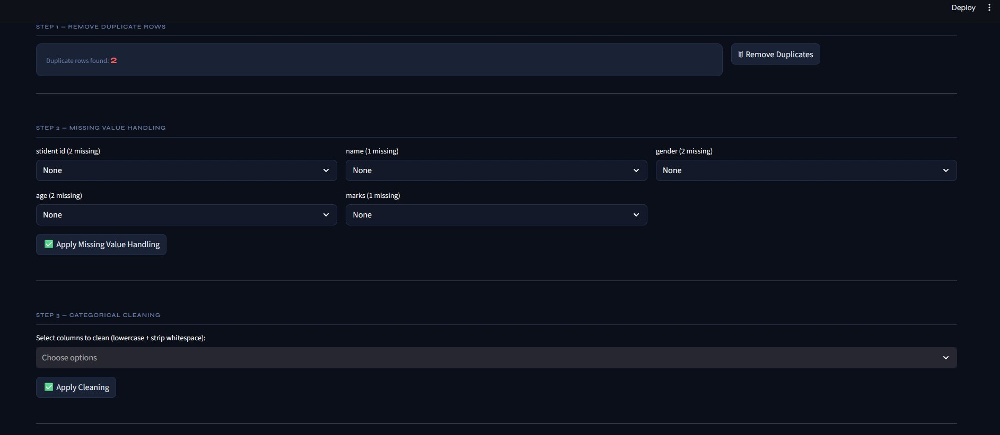 Deploy
STEP 1 — REMOVE DUPLICATE ROWS
Duplicate rows found: 2
Remove Duplicates
STEP 2 — MISSING VALUE HANDLING
stident id (2 missing)
name (1 missing)
gender (2 missing)
None
None
None
age (2 missing)
marks (1 missing)
None
None
Apply Missing Value Handling
STEP 3 — CATEGORICAL CLEANING
Select columns to clean (lowercase + strip whitespace):
Choose options
Apply Cleaning